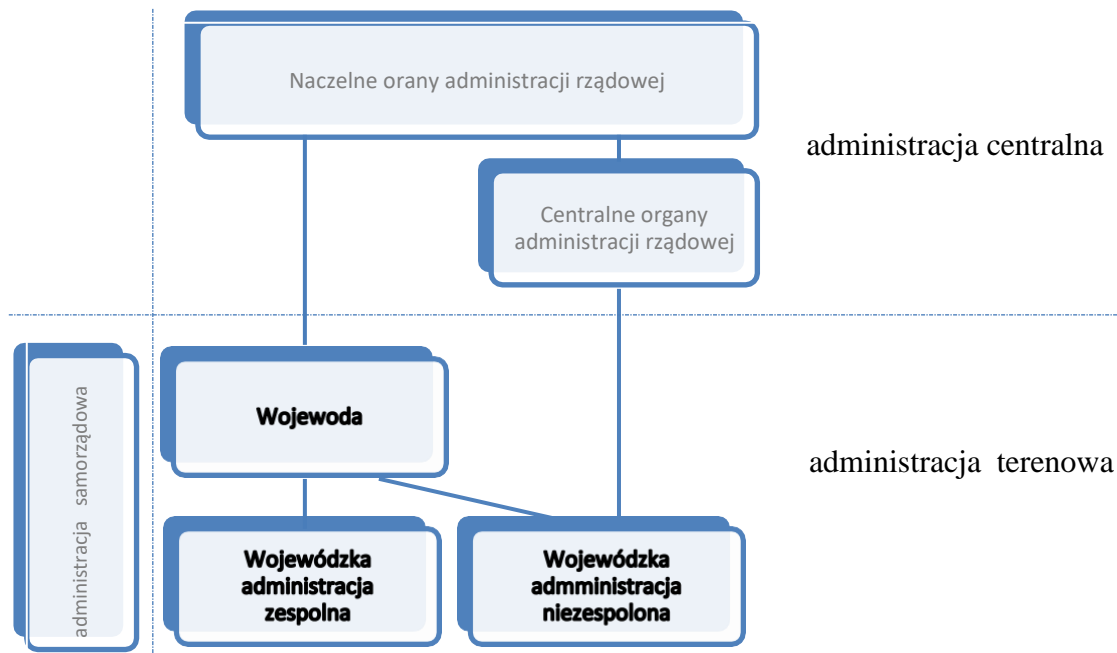 Naczelne orany administracji rządowej
administracja centralna
Centralne organy
administracji rządowej
administracja samorządowa
Wojewoda
administracja terenowa
Wojewódzka
administracja
zespolna
Wojewódzka
admministracja
niezespolona